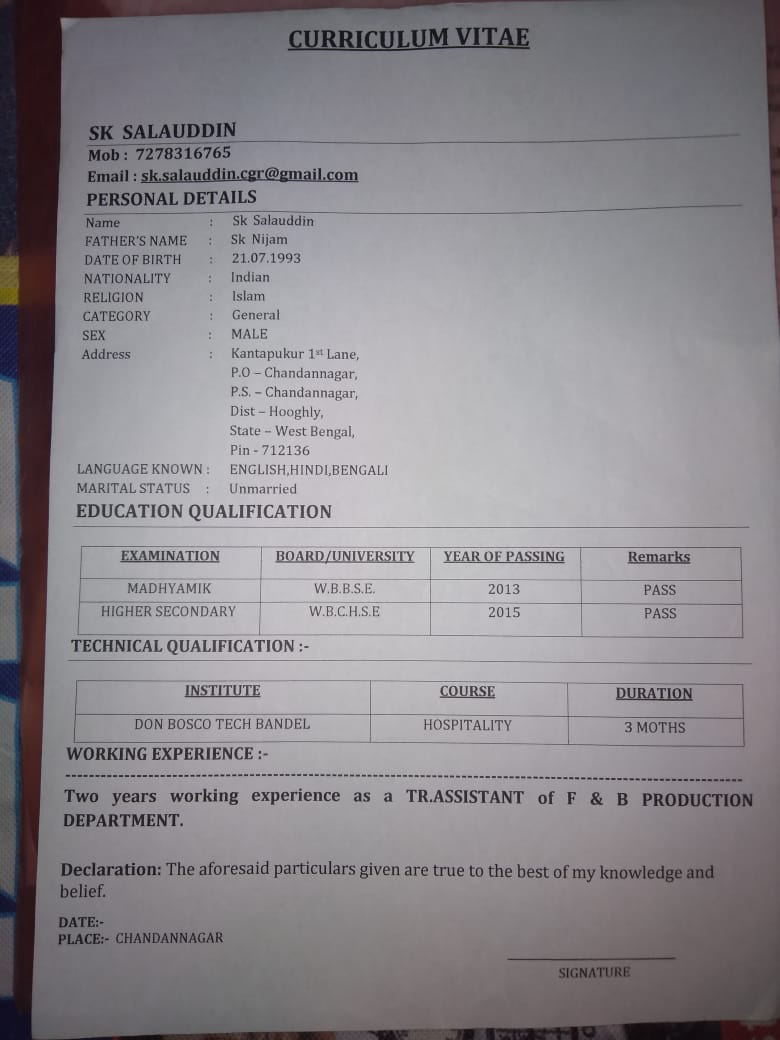 CURRICULUM VITAE
SK SALAUDDIN
Mob : 7278316765
Email : sk.salauddin.cgr@gmail.com
PERSONAL DETAILS
Name : Sk Salauddin
FATHER'S NAME : Sk Nijam
DATE OF BIRTH : 21.07.1993
NATIONALITY : Indian
RELIGION : Islam
CATEGORY : General
SEX : MALE
Address : Kantapukur 1st Lane,
P.O – Chandannagar,
P.S. – Chandannagar,
Dist – Hooghly,
State – West Bengal,
Pin - 712136
LANGUAGE KNOWN : ENGLISH,HINDI,BENGALI
MARITAL STATUS : Unmarried
EDUCATION QUALIFICATION
EXAMINATION BOARD/UNIVERSITY YEAR OF PASSING Remarks
MADHYAMIK W.B.B.S.E. 2013 PASS
HIGHER SECONDARY W.B.C.H.S.E 2015 PASS
TECHNICAL QUALIFICATION :-
INSTITUTE COURSE DURATION
DON BOSCO TECH BANDEL HOSPITALITY 3 MOTHS
WORKING EXPERIENCE :-
Two years working experience as a TR.ASSISTANT of F & B PRODUCTION
DEPARTMENT.
Declaration: The aforesaid particulars given are true to the best of my knowledge and
belief.
DATE:-
PLACE:- CHANDANNAGAR
SIGNATURE